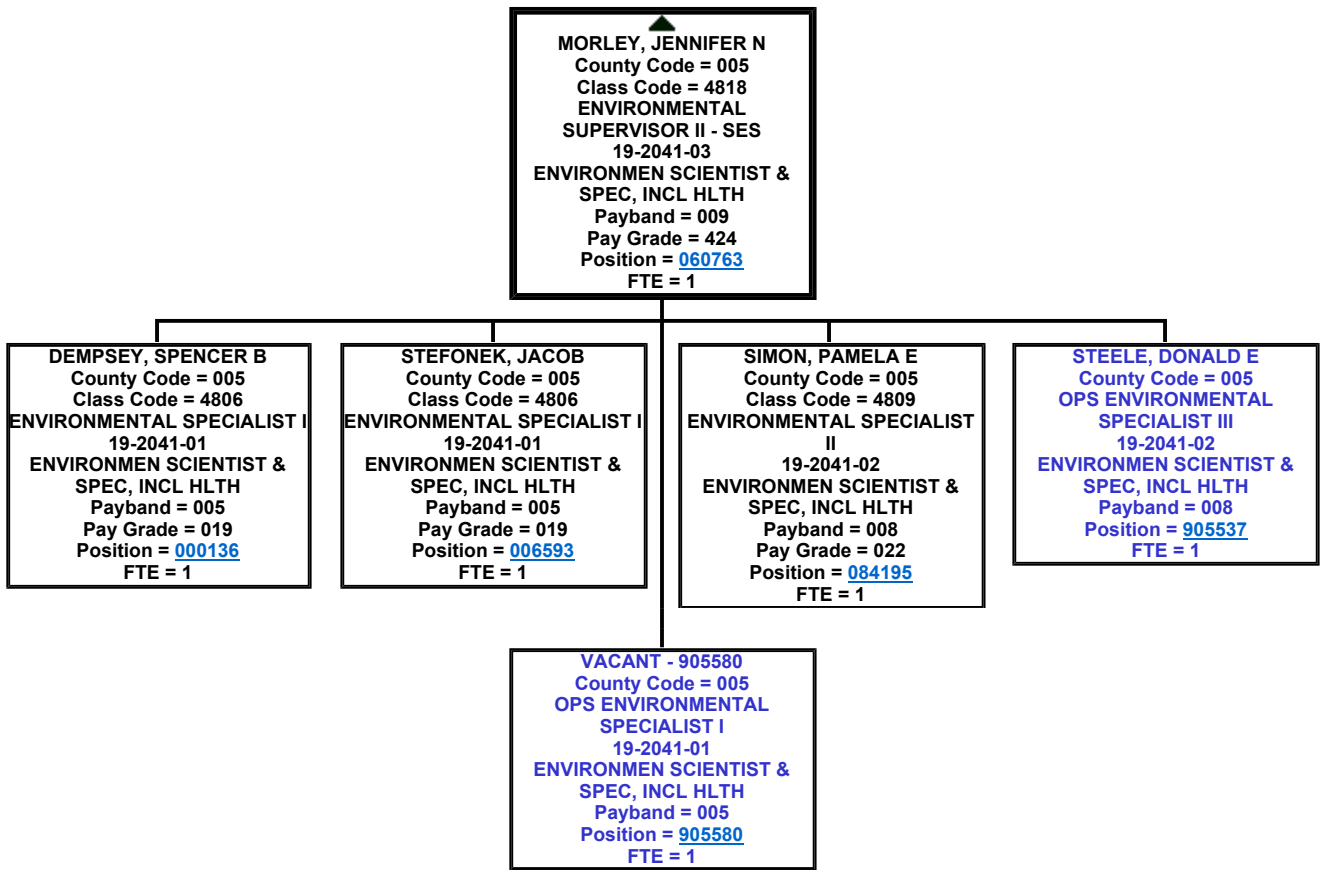 MORLEY, JENNIFER N
County Code = 005
Class Code = 4818
ENVIRONMENTAL
SUPERVISOR II - SES
19-2041-03
ENVIRONMEN SCIENTIST &
SPEC, INCL HLTH
Payband = 009
Pay Grade = 424
Position = 060763
FTE = 1
DEMPSEY, SPENCER B
County Code = 005
Class Code = 4806
ENVIRONMENTAL SPECIALIST I
19-2041-01
ENVIRONMEN SCIENTIST &
SPEC, INCL HLTH
Payband = 005
Pay Grade = 019
Position = 000136
FTE = 1
STEFONEK, JACOB
County Code = 005
Class Code = 4806
ENVIRONMENTAL SPECIALIST I
19-2041-01
ENVIRONMEN SCIENTIST &
SPEC, INCL HLTH
Payband = 005
Pay Grade = 019
Position = 006593
FTE = 1
SIMON, PAMELA E
County Code = 005
Class Code = 4809
ENVIRONMENTAL SPECIALIST
II
19-2041-02
ENVIRONMEN SCIENTIST &
SPEC, INCL HLTH
Payband = 008
Pay Grade = 022
Position = 084195
FTE = 1
STEELE, DONALD E
County Code = 005
OPS ENVIRONMENTAL
SPECIALIST III
19-2041-02
ENVIRONMEN SCIENTIST &
SPEC, INCL HLTH
Payband = 008
Position = 905537
FTE = 1
VACANT - 905580
County Code = 005
OPS ENVIRONMENTAL
SPECIALIST I
19-2041-01
ENVIRONMEN SCIENTIST &
SPEC, INCL HLTH
Payband = 005
Position = 905580
FTE = 1